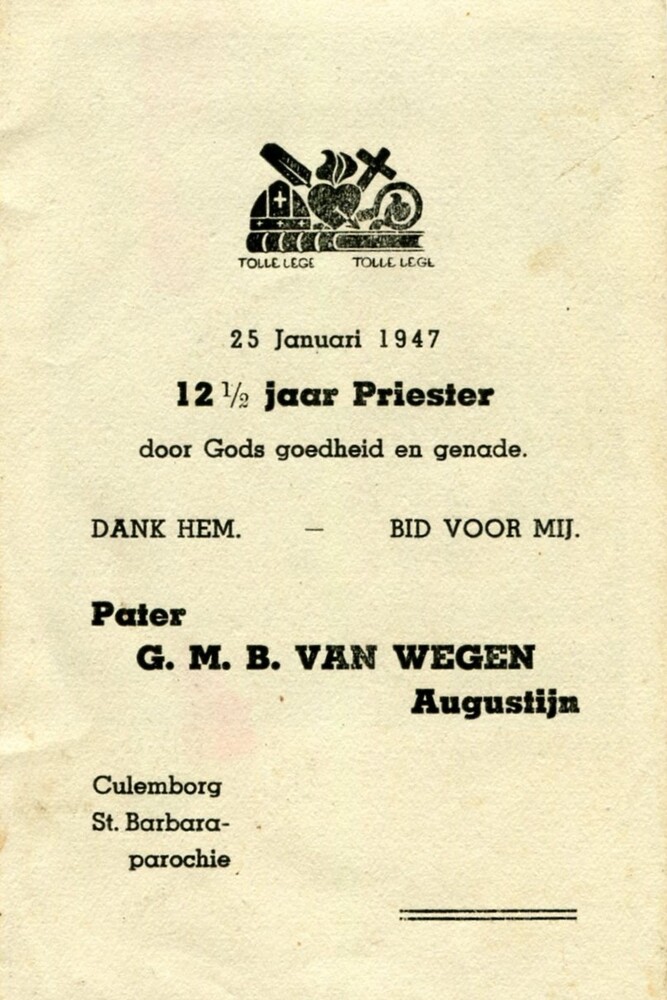 TOLLE LEGE TOLLE LEGE
25 Januari 1947
12 ½ jaar Priester
door Gods goedheid en genade.
DANK HEM. — BID VOOR MIJ.
Pater
G. M. B. VAN WEGEN
Augustijn
Culemborg
St. Barbara-
parochie